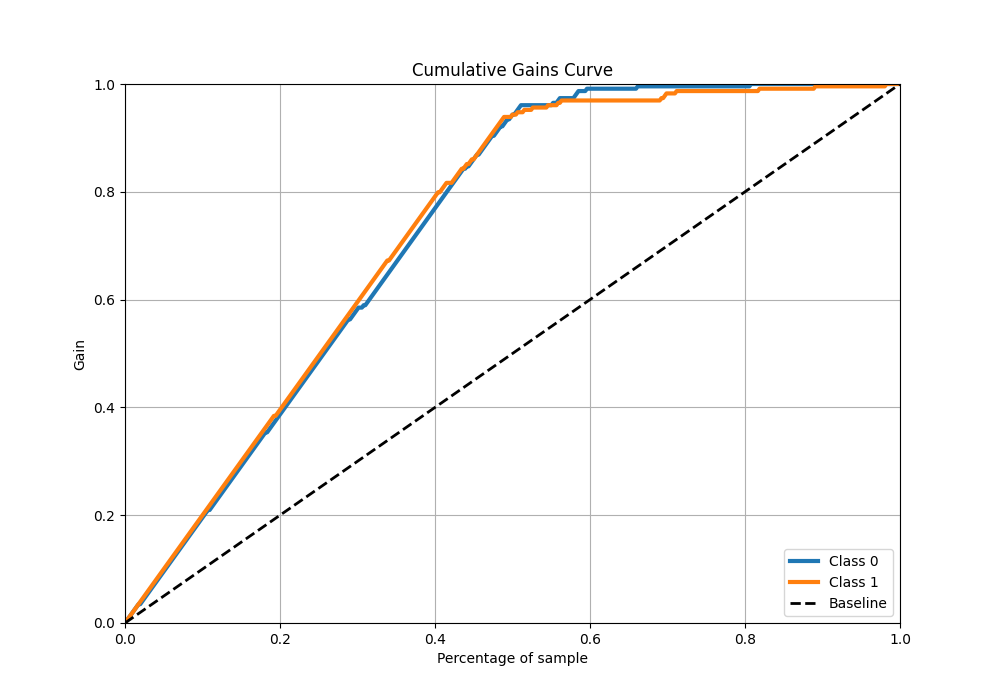 Cumulative Gains Curve
1.0
0.8
0.6
0.4
0.2
0.0
Gain
0.0 0.2 0.4 0.6 0.8 1.0
Percentage of sample
Class 0
Class 1
Baseline